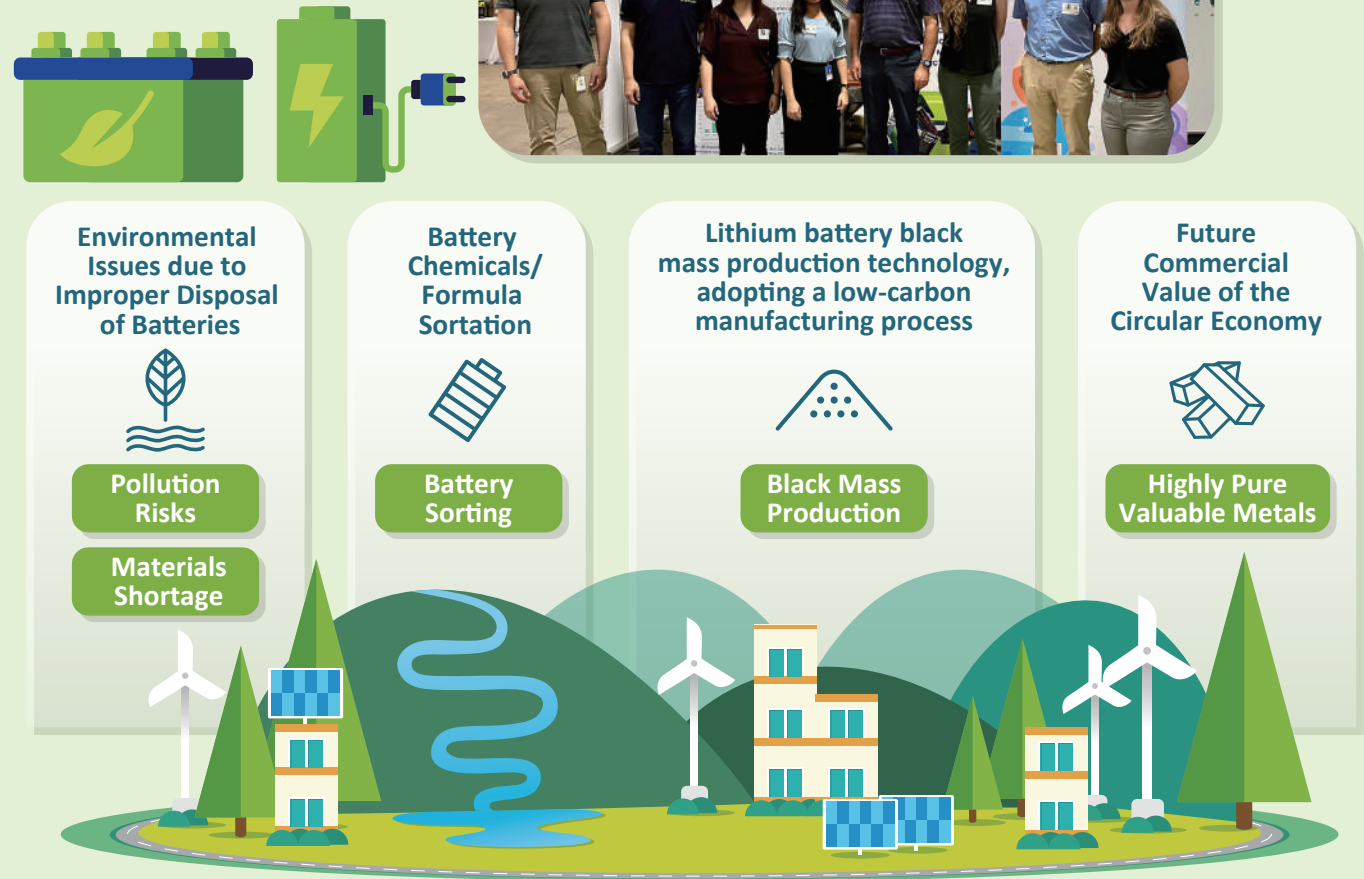 Environmental
Issues due to
Improper Disposal
of Batteries
Pollution
Risks
Materials
Shortage
Battery
Chemicals/
Formula
Sortation
Battery
Sorting
Lithium battery black
mass production technology,
adopting a low-carbon
manufacturing process
Black Mass
Production
Future
Commercial
Value of the
Circular Economy
Highly Pure
Valuable Metals